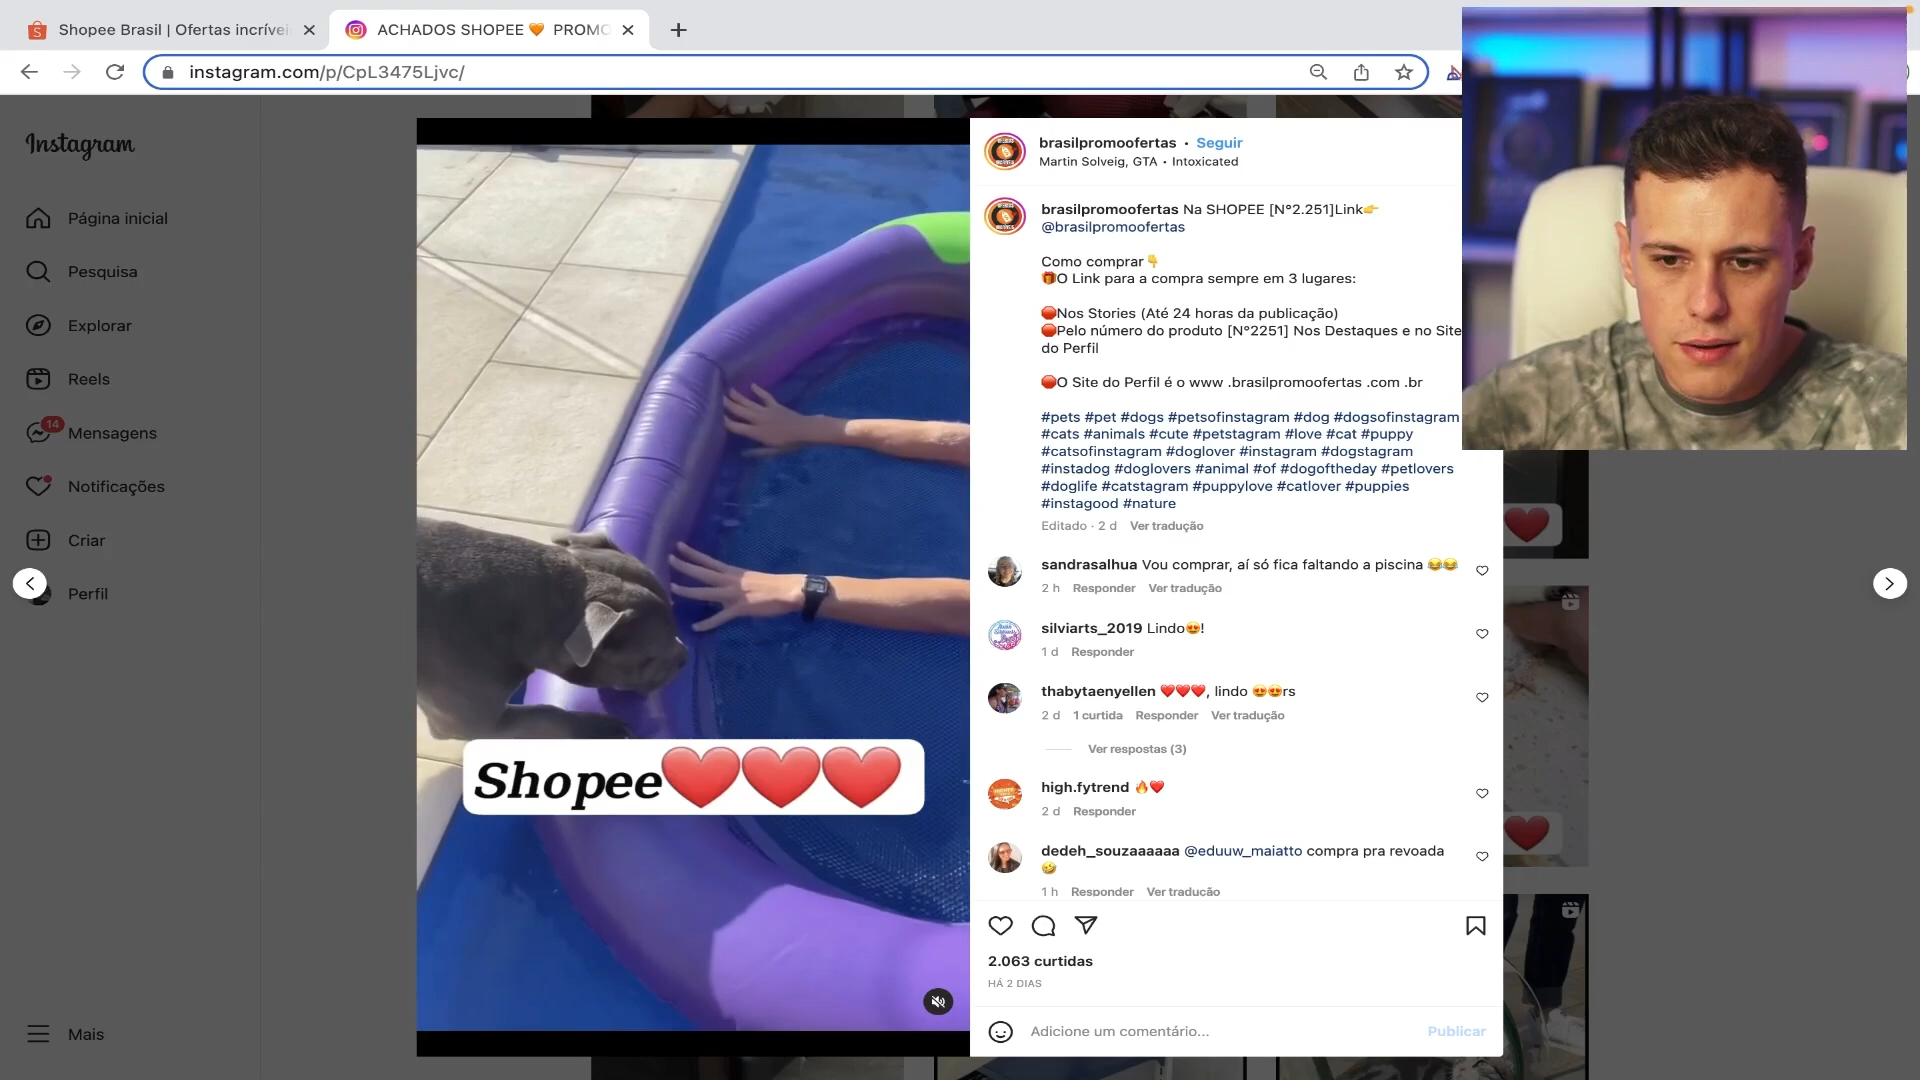 Shopee Brasil | Ofertas incrívei
ACHADOS SHOPEE 🧡 PROMO
instagram.com/p/CpL3475Ljvc/
Instagram
Página inicial
Pesquisa
Explorar
Reels
14
Mensagens
Notificações
Criar
Perfil
Mais
Shopee❤️❤️❤️
brasilpromoofertas • Seguir
Martin Solveig, GTA • Intoxicated
brasilpromoofertas Na SHOPEE [N°2.251]Link👉
@brasilpromoofertas
Como comprar👇
🎁O Link para a compra sempre em 3 lugares:
🛑Nos Stories (Até 24 horas da publicação)
🛑Pelo número do produto [N°2251] Nos Destaques e no Site
do Perfil
🛑O Site do Perfil é o www .brasilpromoofertas .com .br
#pets #pet #dogs #petsofinstagram #dog #dogsofinstagram
#cats #animals #cute #petstagram #love #cat #puppy
#catsofinstagram #doglover #instagram #dogstagram
#instadog #doglovers #animal #of #dogoftheday #petlovers
#doglife #catstagram #puppylove #catlover #puppies
#instagood #nature
Editado · 2 d Ver tradução
sandrasalhua Vou comprar, aí só fica faltando a piscina 😂😂
2 h Responder Ver tradução
silviarts_2019 Lindo😍!
1 d Responder
thabytaenyellen ❤️❤️❤️, lindo 😍😍rs
2 d 1 curtida Responder Ver tradução
Ver respostas (3)
high.fytrend 🔥❤️
2 d Responder
dedeh_souzaaaaaa @eduuw_maiatto compra pra revoada
🤣
1 h Responder Ver tradução
2.063 curtidas
HÁ 2 DIAS
Adicione um comentário...
Publicar